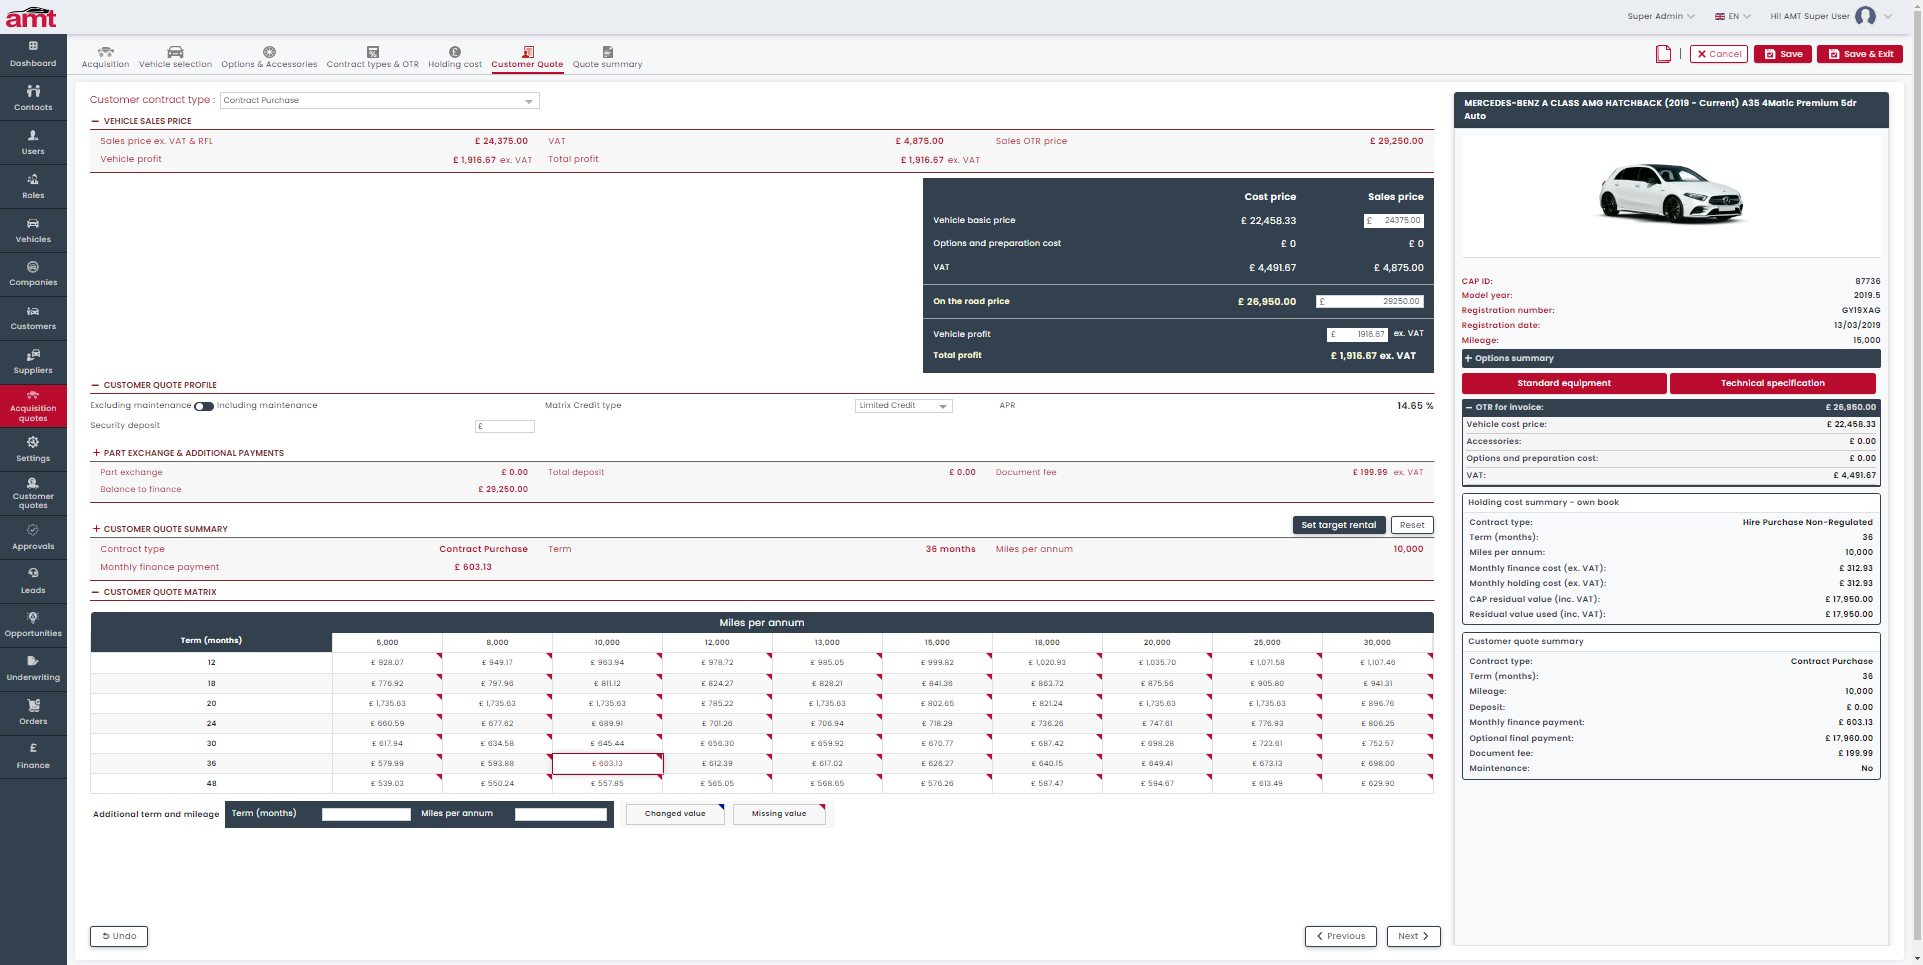 amt
Super Admin
EN
Hi! AMT Super User
Dashboard
Contacts
Users
Roles
Vehicles
Companies
Customers
Suppliers
Acquisition
quotes
Settings
Customer
quotes
Approvals
Leads
Opportunities
Underwriting
Orders
£
Finance
Acquisition
Vehicle selection
Options & Accessories
Contract types & OTR
Holding cost
Customer Quote
Quote summary
Cancel
Save
Save & Exit
Customer contract type : Contract Purchase
VEHICLE SALES PRICE
Sales price ex. VAT & RFL £ 24,375.00 VAT £ 4,875.00 Sales OTR price £ 29,250.00
Vehicle profit £ 1,916.67 ex. VAT Total profit £ 1,916.67 ex. VAT
Cost price Sales price
Vehicle basic price £ 22,458.33 £ 24375.00
Options and preparation cost £ 0 £ 0
VAT £ 4,491.67 £ 4,875.00
On the road price £ 26,950.00 £ 29250.00
Vehicle profit £ 1916.67 ex. VAT
Total profit £ 1,916.67 ex. VAT
CUSTOMER QUOTE PROFILE
Excluding maintenance Including maintenance Matrix Credit type Limited Credit APR 14.65 %
Security deposit £
PART EXCHANGE & ADDITIONAL PAYMENTS
Part exchange £ 0.00 Total deposit £ 0.00 Document fee £ 199.99 ex. VAT
Balance to finance £ 29,250.00
CUSTOMER QUOTE SUMMARY Set target rental Reset
Contract type Contract Purchase Term 36 months Miles per annum 10,000
Monthly finance payment £ 603.13
CUSTOMER QUOTE MATRIX
Miles per annum
Term (months) 5,000 8,000 10,000 12,000 13,000 15,000 18,000 20,000 25,000 30,000
12 £ 928.07 £ 949.17 £ 963.94 £ 978.72 £ 985.05 £ 999.82 £ 1,020.93 £ 1,035.70 £ 1,071.58 £ 1,107.46
18 £ 776.92 £ 797.96 £ 811.12 £ 824.27 £ 828.21 £ 841.36 £ 863.72 £ 875.56 £ 905.80 £ 941.31
20 £ 1,735.63 £ 1,735.63 £ 1,735.63 £ 785.22 £ 1,735.63 £ 802.65 £ 821.24 £ 1,735.63 £ 1,735.63 £ 896.76
24 £ 660.59 £ 677.62 £ 689.91 £ 701.26 £ 706.94 £ 718.29 £ 736.26 £ 747.61 £ 776.93 £ 806.25
30 £ 617.94 £ 634.58 £ 645.44 £ 656.30 £ 659.92 £ 670.77 £ 687.42 £ 698.28 £ 723.61 £ 752.57
36 £ 579.99 £ 593.88 £ 603.13 £ 612.39 £ 617.02 £ 626.27 £ 640.15 £ 649.41 £ 673.13 £ 698.00
48 £ 539.03 £ 550.24 £ 557.85 £ 565.05 £ 568.65 £ 576.26 £ 587.47 £ 594.67 £ 613.49 £ 629.90
Additional term and mileage Term (months) Miles per annum Changed value Missing value
Undo
Previous
Next
MERCEDES-BENZ A CLASS AMG HATCHBACK (2019 - Current) A35 4Matic Premium 5dr
Auto
CAP ID: 87736
Model year: 2019.5
Registration number: GY19XAG
Registration date: 13/03/2019
Mileage: 15,000
Options summary
Standard equipment
Technical specification
OTR for invoice: £ 26,950.00
Vehicle cost price: £ 22,458.33
Accessories: £ 0.00
Options and preparation cost: £ 0.00
VAT: £ 4,491.67
Holding cost summary - own book
Contract type: Hire Purchase Non-Regulated
Term (months): 36
Miles per annum: 10,000
Monthly finance cost (ex. VAT): £ 312.93
Monthly holding cost (ex. VAT): £ 312.93
CAP residual value (inc. VAT): £ 17,950.00
Residual value used (inc. VAT): £ 17,950.00
Customer quote summary
Contract type: Contract Purchase
Term (months): 36
Mileage: 10,000
Deposit: £ 0.00
Monthly finance payment: £ 603.13
Optional final payment: £ 17,960.00
Document fee: £ 199.99
Maintenance: No